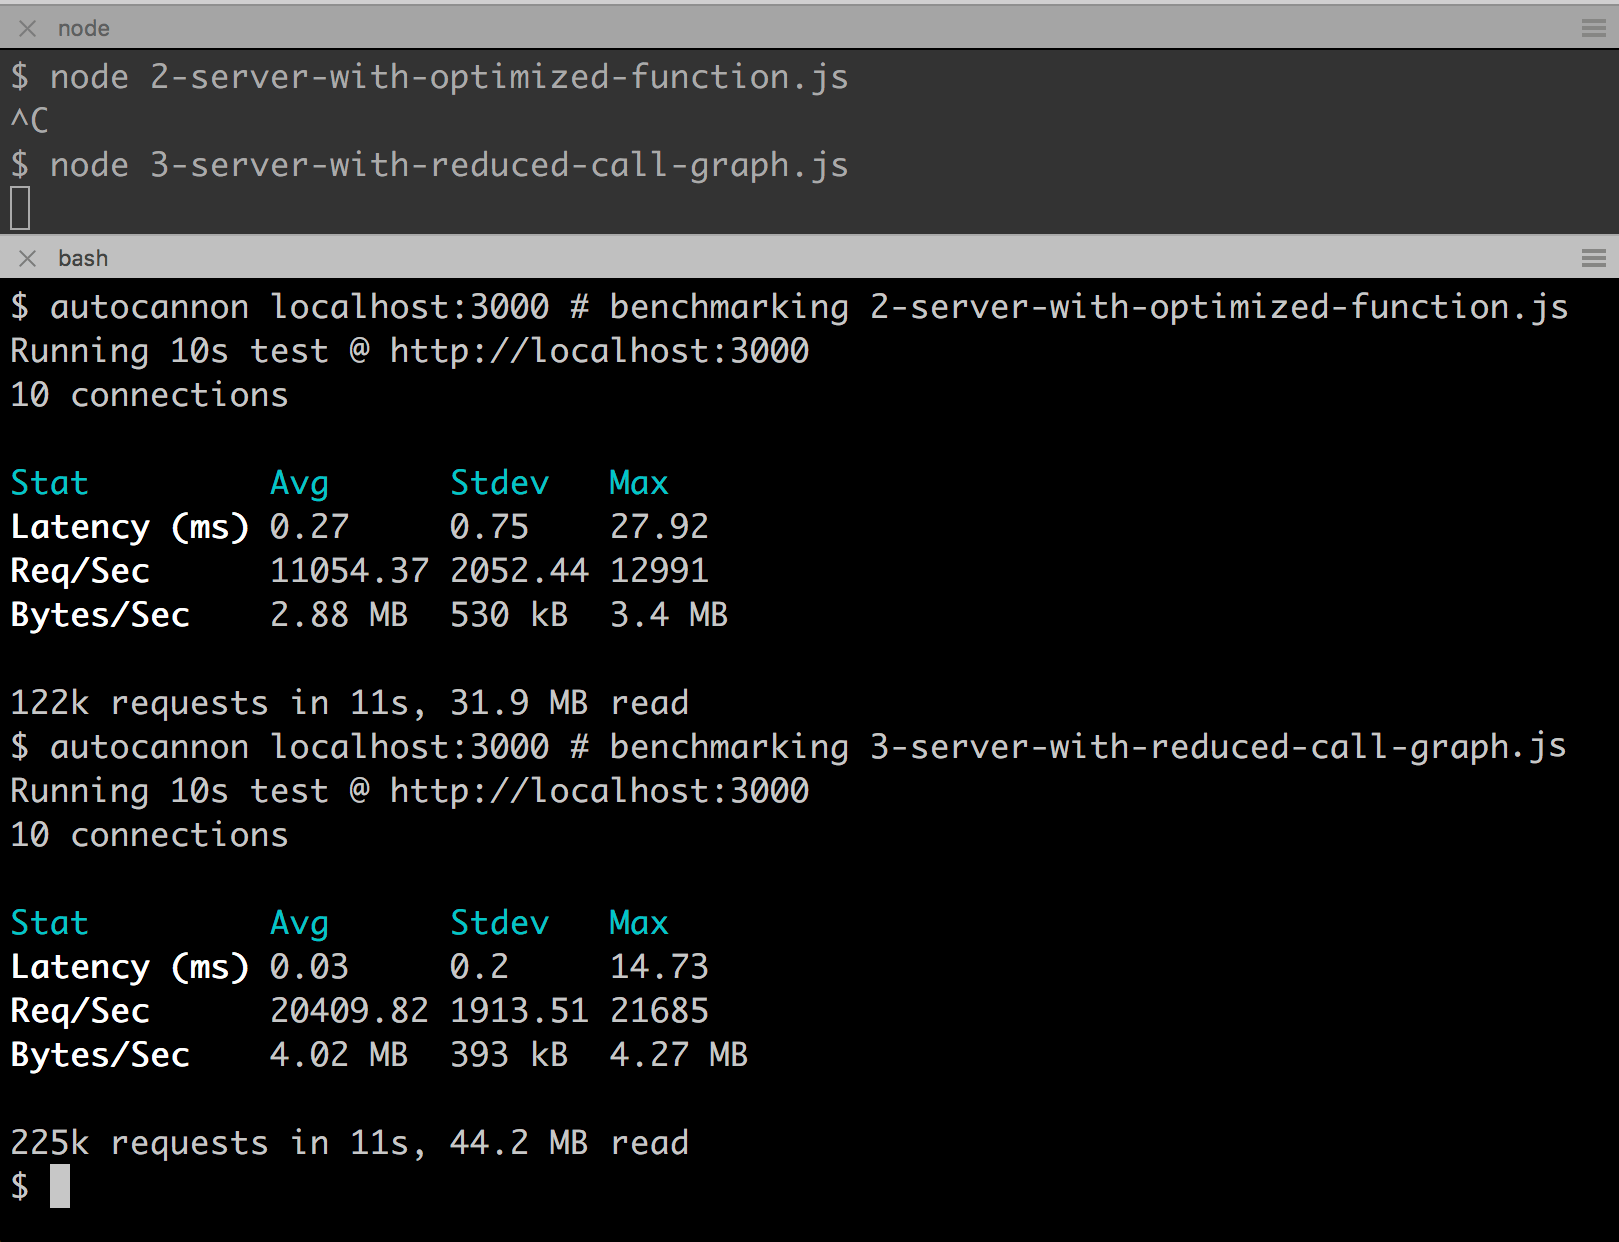 node
$ node 2-server-with-optimized-function.js
^C
$ node 3-server-with-reduced-call-graph.js
bash
$ autocannon localhost:3000 # benchmarking 2-server-with-optimized-function.js
Running 10s test @ http://localhost:3000
10 connections
Stat Avg Stdev Max
Latency (ms) 0.27 0.75 27.92
Req/Sec 11054.37 2052.44 12991
Bytes/Sec 2.88 MB 530 kB 3.4 MB
122k requests in 11s, 31.9 MB read
$ autocannon localhost:3000 # benchmarking 3-server-with-reduced-call-graph.js
Running 10s test @ http://localhost:3000
10 connections
Stat Avg Stdev Max
Latency (ms) 0.03 0.2 14.73
Req/Sec 20409.82 1913.51 21685
Bytes/Sec 4.02 MB 393 kB 4.27 MB
225k requests in 11s, 44.2 MB read
$